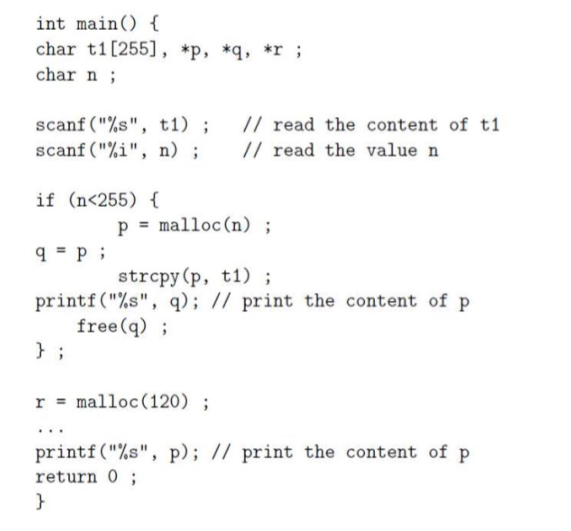 int main() {
char t1[255], *p, *q, *r ;
char n ;
scanf("%s", t1) ; // read the content of t1
scanf("%i", n) ; // read the value n
if (n<255) {
p = malloc(n) ;
q = p ;
strcpy(p, t1) ;
printf("%s", q); // print the content of p
free(q) ;
} ;
r = malloc(120) ;
...
printf("%s", p); // print the content of p
return 0 ;
}